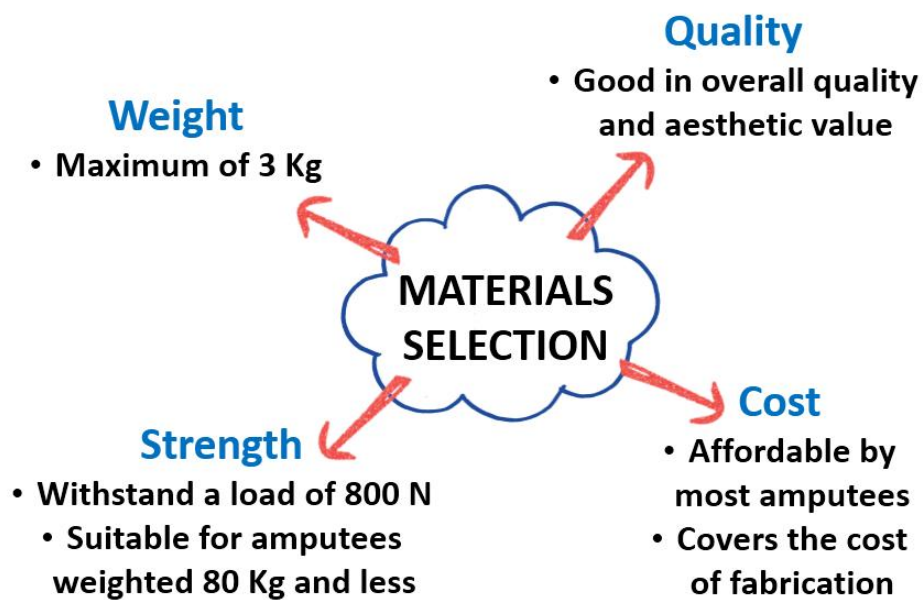 Quality
• Good in overall quality
and aesthetic value
Weight
• Maximum of 3 Kg
MATERIALS
SELECTION
Cost
• Affordable by
most amputees
• Covers the cost
of fabrication
Strength
• Withstand a load of 800 N
• Suitable for amputees
weighted 80 Kg and less